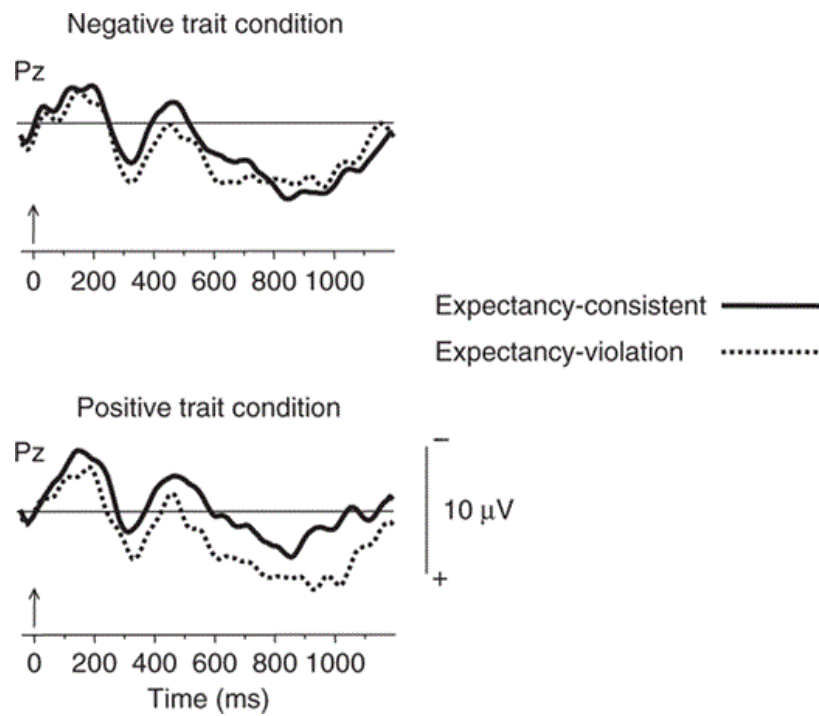 Negative trait condition
Pz
0 200 400 600 800 1000
Expectancy-consistent
Expectancy-violation
Positive trait condition
Pz
−
10 μV
+
0 200 400 600 800 1000
Time (ms)